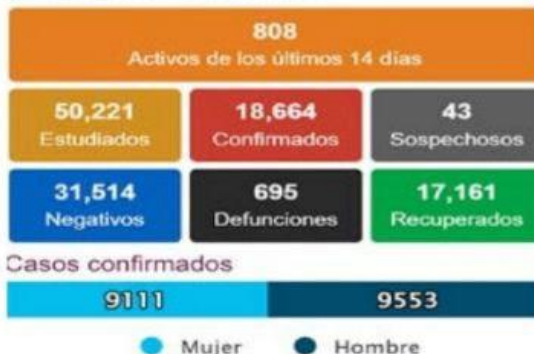 808
Activos de los últimos 14 días
50,221
Estudiados
18,664
Confirmados
43
Sospechosos
31,514
Negativos
695
Defunciones
17,161
Recuperados
Casos confirmados
9111
9553
Mujer
Hombre